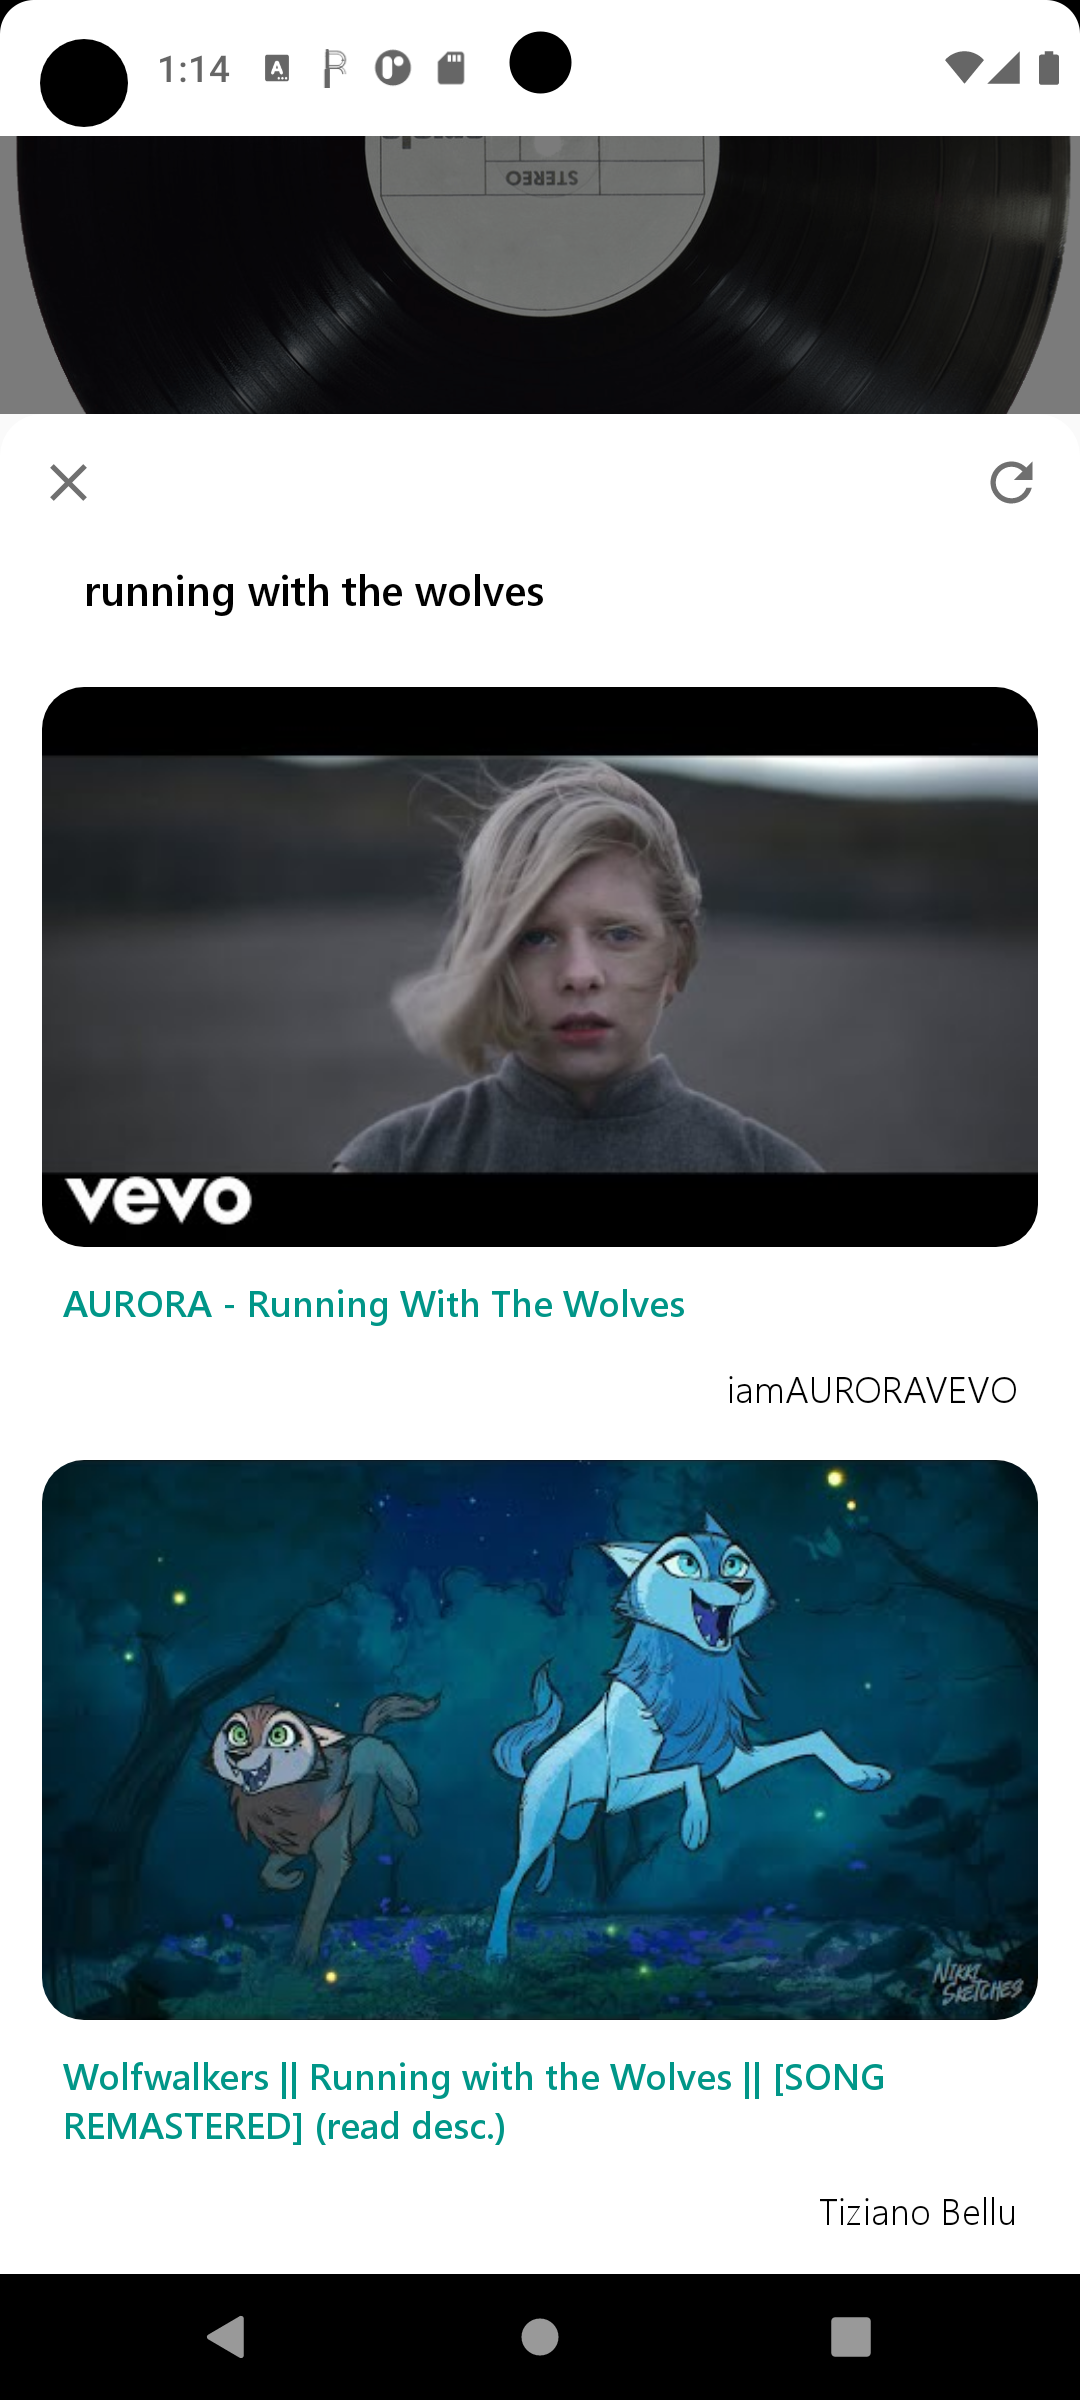 1:14
STEREO
running with the wolves
vevo
AURORA - Running With The Wolves
iamAURORAVEVO
NIKKI
SKETCHES
Wolfwalkers || Running with the Wolves || [SONG
REMASTERED] (read desc.)
Tiziano Bellu